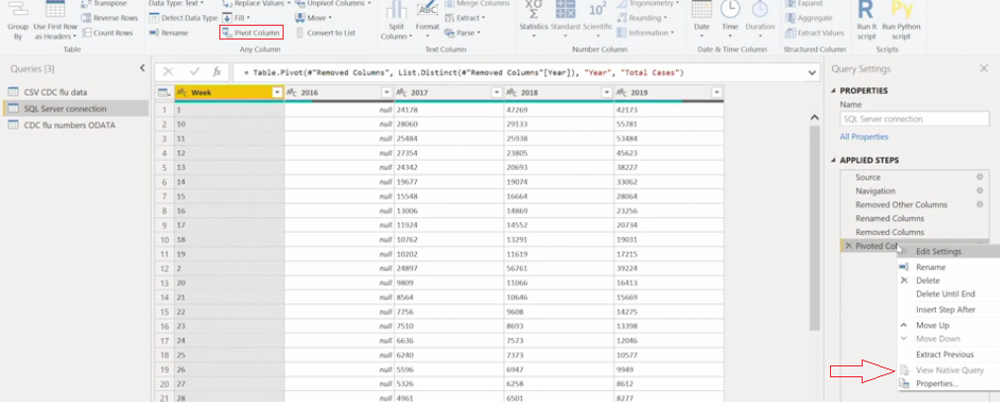 Transpose
Reverse Rows
Count Rows
Group
By
Use First Row
as Headers
Table
Data Type: Text
Detect Data Type
Rename
Replace Values
Fill
Pivot Column
Unpivot Columns
Move
Convert to List
Any Column
Split
Column
Format
Merge Columns
Extract
Parse
Text Column
Statistics
Standard
Scientific
10²
Trigonometry
Rounding
Information
Number Column
Date
Time
Duration
Date & Time Column
Expand
Aggregate
Extract Values
Structured Column
R
Run R
script
Py
Run Python
script
Scripts
Queries [3]
CSV CDC flu data
SQL Server connection
CDC flu numbers ODATA
= Table.Pivot(#"Removed Columns", List.Distinct(#"Removed Columns"[Year]), "Year", "Total Cases")
Week 2016 2017 2018 2019
1 1 null 24178 47269 42173
2 10 null 28060 29133 55781
3 11 null 25484 25938 53484
4 12 null 27354 23805 45623
5 13 null 24342 20693 38227
6 14 null 19677 19074 33062
7 15 null 15548 16664 28064
8 16 null 13006 14869 23256
9 17 null 11924 14552 20734
10 18 null 10762 13291 19031
11 19 null 10202 11619 17215
12 2 null 24897 56761 39224
13 20 null 9809 11066 16413
14 21 null 8564 10646 15669
15 22 null 7756 9608 14275
16 23 null 7510 8693 13398
17 24 null 6636 7573 12046
18 25 null 6240 7373 10577
19 26 null 5596 6947 9949
20 27 null 5326 6258 8612
21 28 null 4961 6501 8277
Query Settings
PROPERTIES
Name
SQL Server connection
All Properties
APPLIED STEPS
Source
Navigation
Removed Other Columns
Renamed Columns
Removed Columns
Pivoted
Edit Settings
Rename
Delete
Delete Until End
Insert Step After
Move Up
Move Down
Extract Previous
View Native Query
Properties...